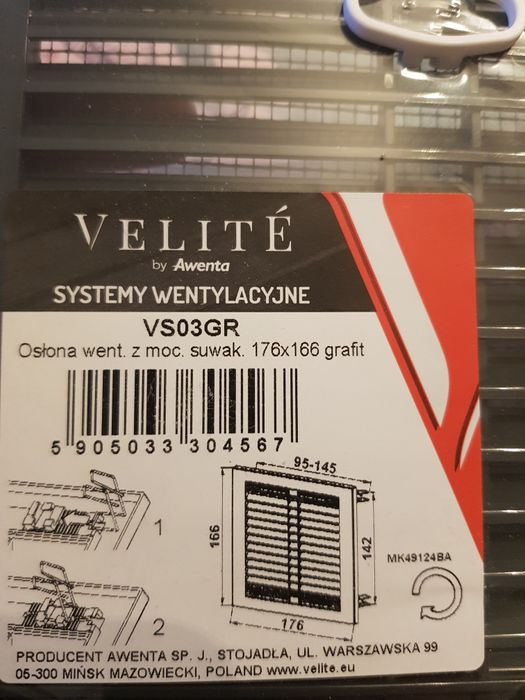 VELITÉ
by Awenta
SYSTEMY WENTYLACYJNE
VS03GR
Osłona went. z moc. suwak. 176x166 grafit
5 905033 304567
95-145
166
142
MK49124BA
1
176
2
PRODUCENT AWENTA SP. J., STOJADŁA, UL. WARSZAWSKA 99
05-300 MIŃSK MAZOWIECKI, POLAND www.velite.eu